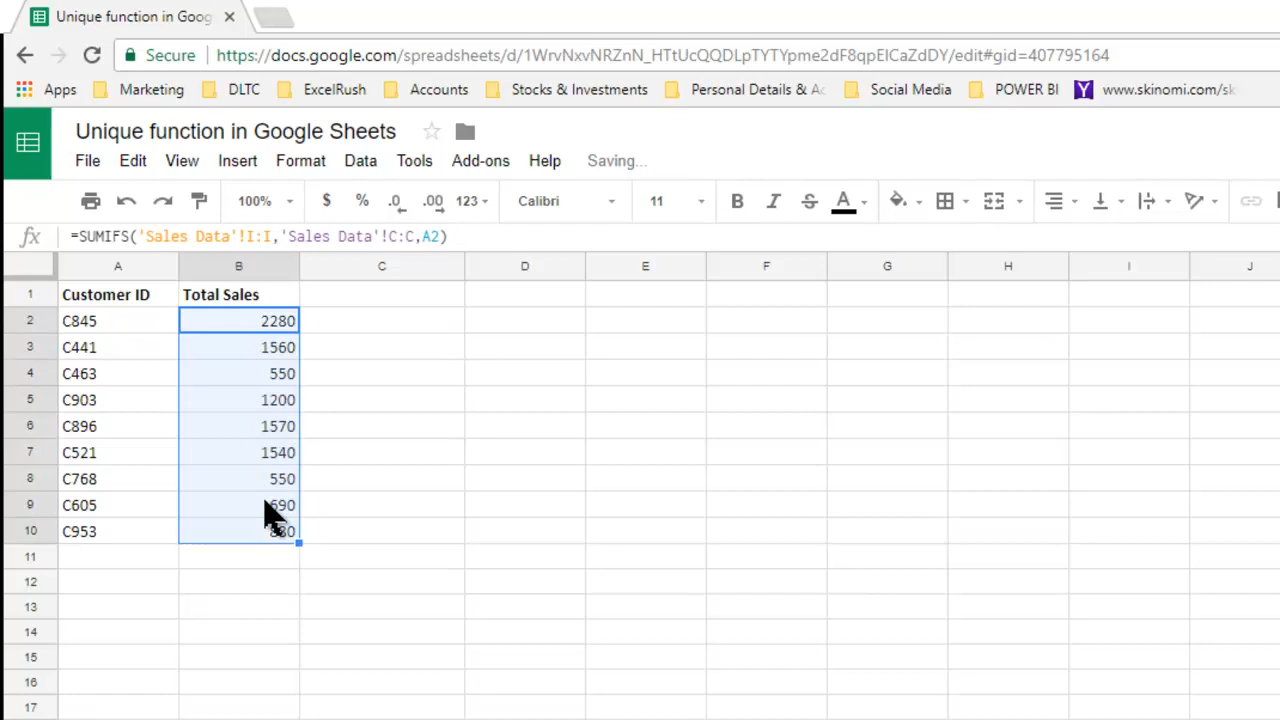 Unique function in Goog
Secure https://docs.google.com/spreadsheets/d/1WrvNxvNRZnN_HTtUcQQDLpTYTYpme2dF8qpElCaZdDY/edit#gid=407795164
Apps Marketing DLTC ExcelRush Accounts Stocks & Investments Personal Details & Ac Social Media POWER BI www.skinomi.com/sk
Unique function in Google Sheets
File Edit View Insert Format Data Tools Add-ons Help Saving...
100% $ % .0 .00 123 Calibri 11 B I S A
fx =SUMIFS('Sales Data'!I:I,'Sales Data'!C:C,A2)
A B C D E F G H I J
1 Customer ID Total Sales
2 C845 2280
3 C441 1560
4 C463 550
5 C903 1200
6 C896 1570
7 C521 1540
8 C768 550
9 C605 690
10 C953
11
12
13
14
15
16
17